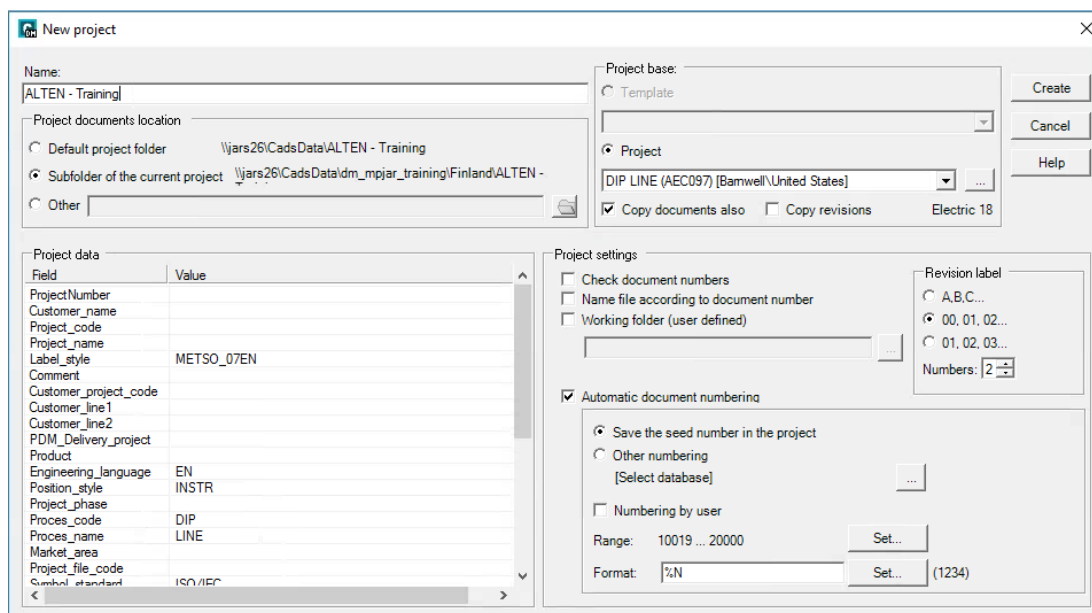 New project
Name:
ALTEN - Training
Project documents location
Default project folder \\jars26\CadsData\ALTEN - Training
Subfolder of the current project \\jars26\CadsData\dm_mpjar_training\Finland\ALTEN -
Other
Project base:
Template
Project
DIP LINE (AEC097) [Barnwell\United States]
...
Copy documents also Copy revisions Electric 18
Create
Cancel
Help
Project data
Field Value
ProjectNumber
Customer_name
Project_code
Project_name
Label_style METSO_07EN
Comment
Customer_project_code
Customer_line1
Customer_line2
PDM_Delivery_project
Product
Engineering_language EN
Position_style INSTR
Project_phase
Proces_code DIP
Proces_name LINE
Market_area
Project_file_code
Symbol_standard ISO/IEC
Project settings
Check document numbers
Name file according to document number
Working folder (user defined)
...
Revision label
A,B,C...
00, 01, 02...
01, 02, 03...
Numbers: 2
Automatic document numbering
Save the seed number in the project
Other numbering
[Select database] ...
Numbering by user
Range: 10019 ... 20000 Set...
Format: %N Set... (1234)